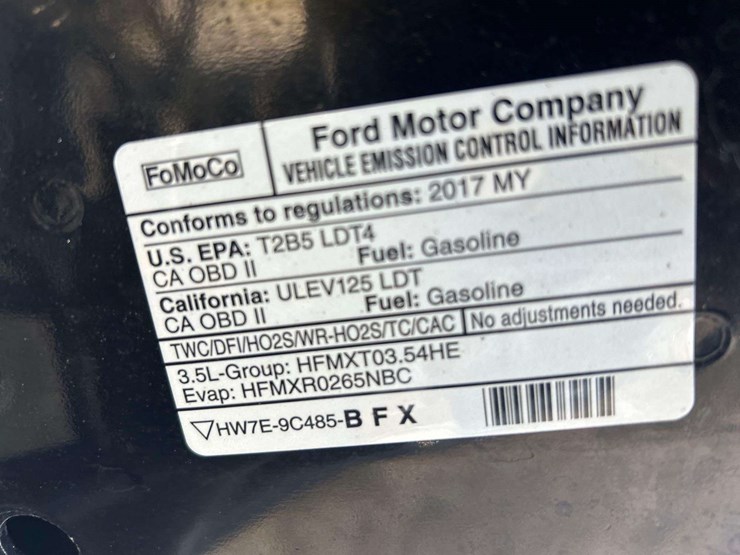 FoMoCo
Ford Motor Company
VEHICLE EMISSION CONTROL INFORMATION
Conforms to regulations: 2017 MY
U.S. EPA: T2B5 LDT4
CA OBD II Fuel: Gasoline
California: ULEV125 LDT
CA OBD II Fuel: Gasoline
TWC/DFI/HO2S/WR-HO2S/TC/CAC No adjustments needed.
3.5L-Group: HFMXT03.54HE
Evap: HFMXR0265NBC
HW7E-9C485-B F X